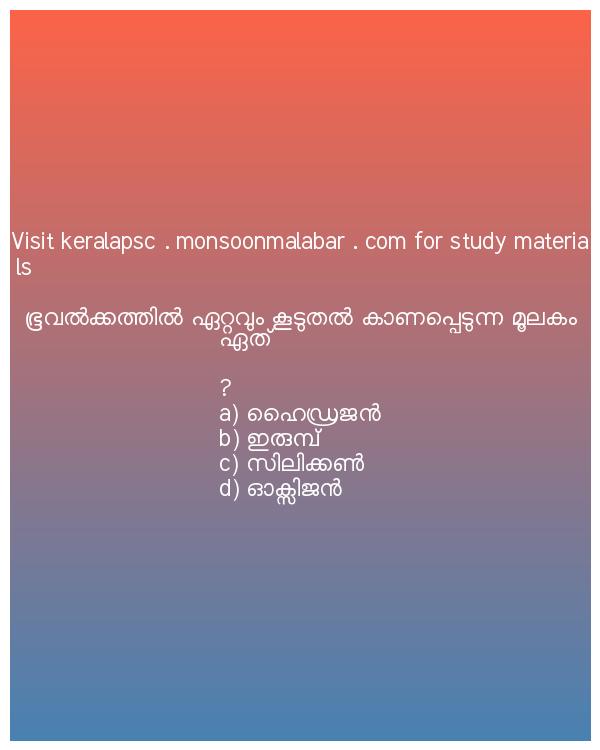 Visit keralapsc . monsoonmalabar . com for study materia
ls
ഭൂവൽക്കത്തിൽ ഏറ്റവും കൂടുതൽ കാണപ്പെടുന്ന മൂലകം
ഏത്
?
a) ഹൈഡ്രജൻ
b) ഇരുമ്പ്
c) സിലിക്കൺ
d) ഓക്സിജൻ